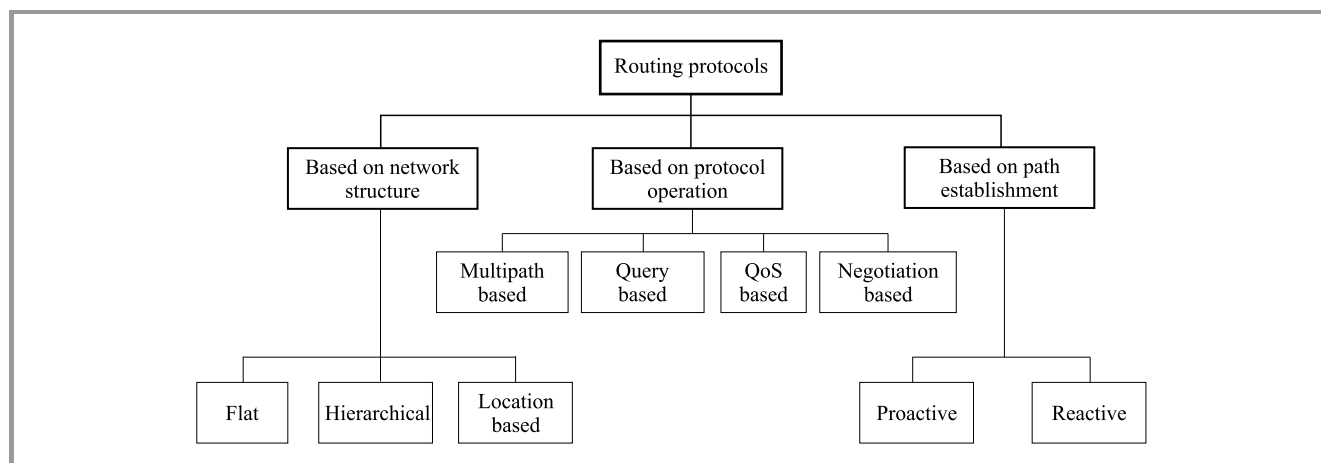 Routing protocols
Based on network
structure
Based on protocol
operation
Based on path
establishment
Multipath
based
Query
based
QoS
based
Negotiation
based
Flat
Hierarchical
Location
based
Proactive
Reactive